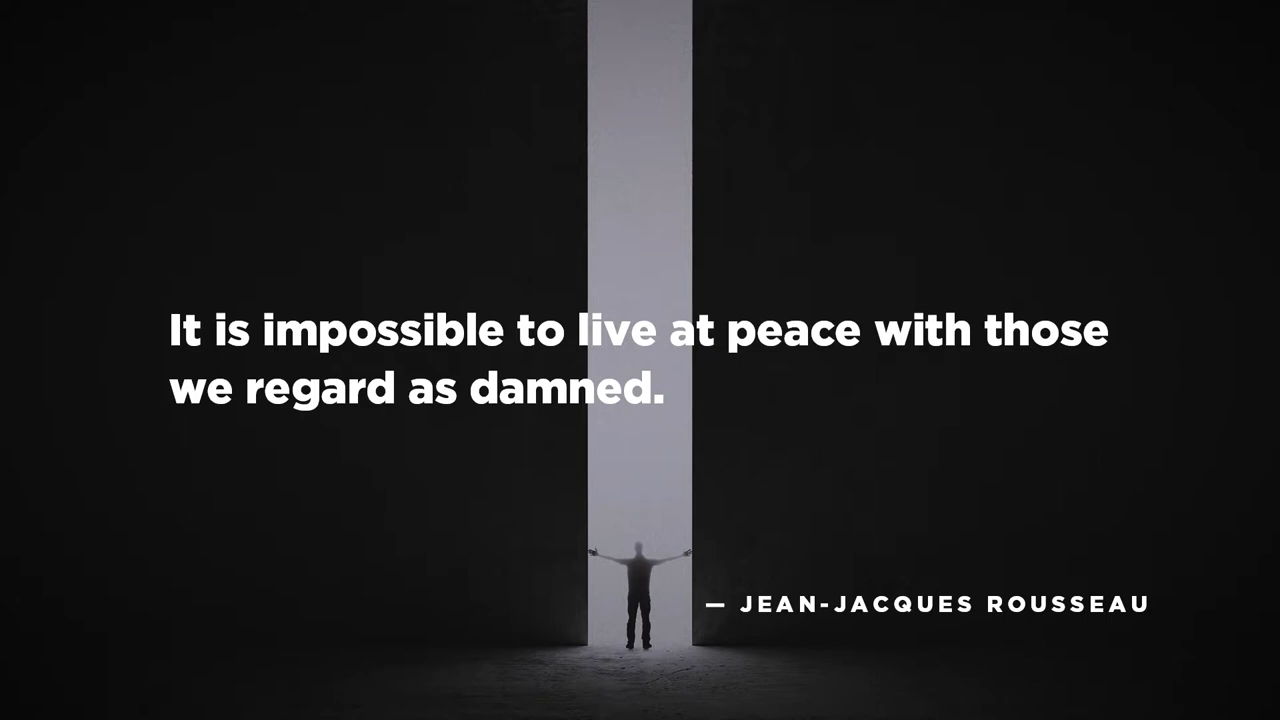 It is impossible to live at peace with those
we regard as damned.
— JEAN-JACQUES ROUSSEAU